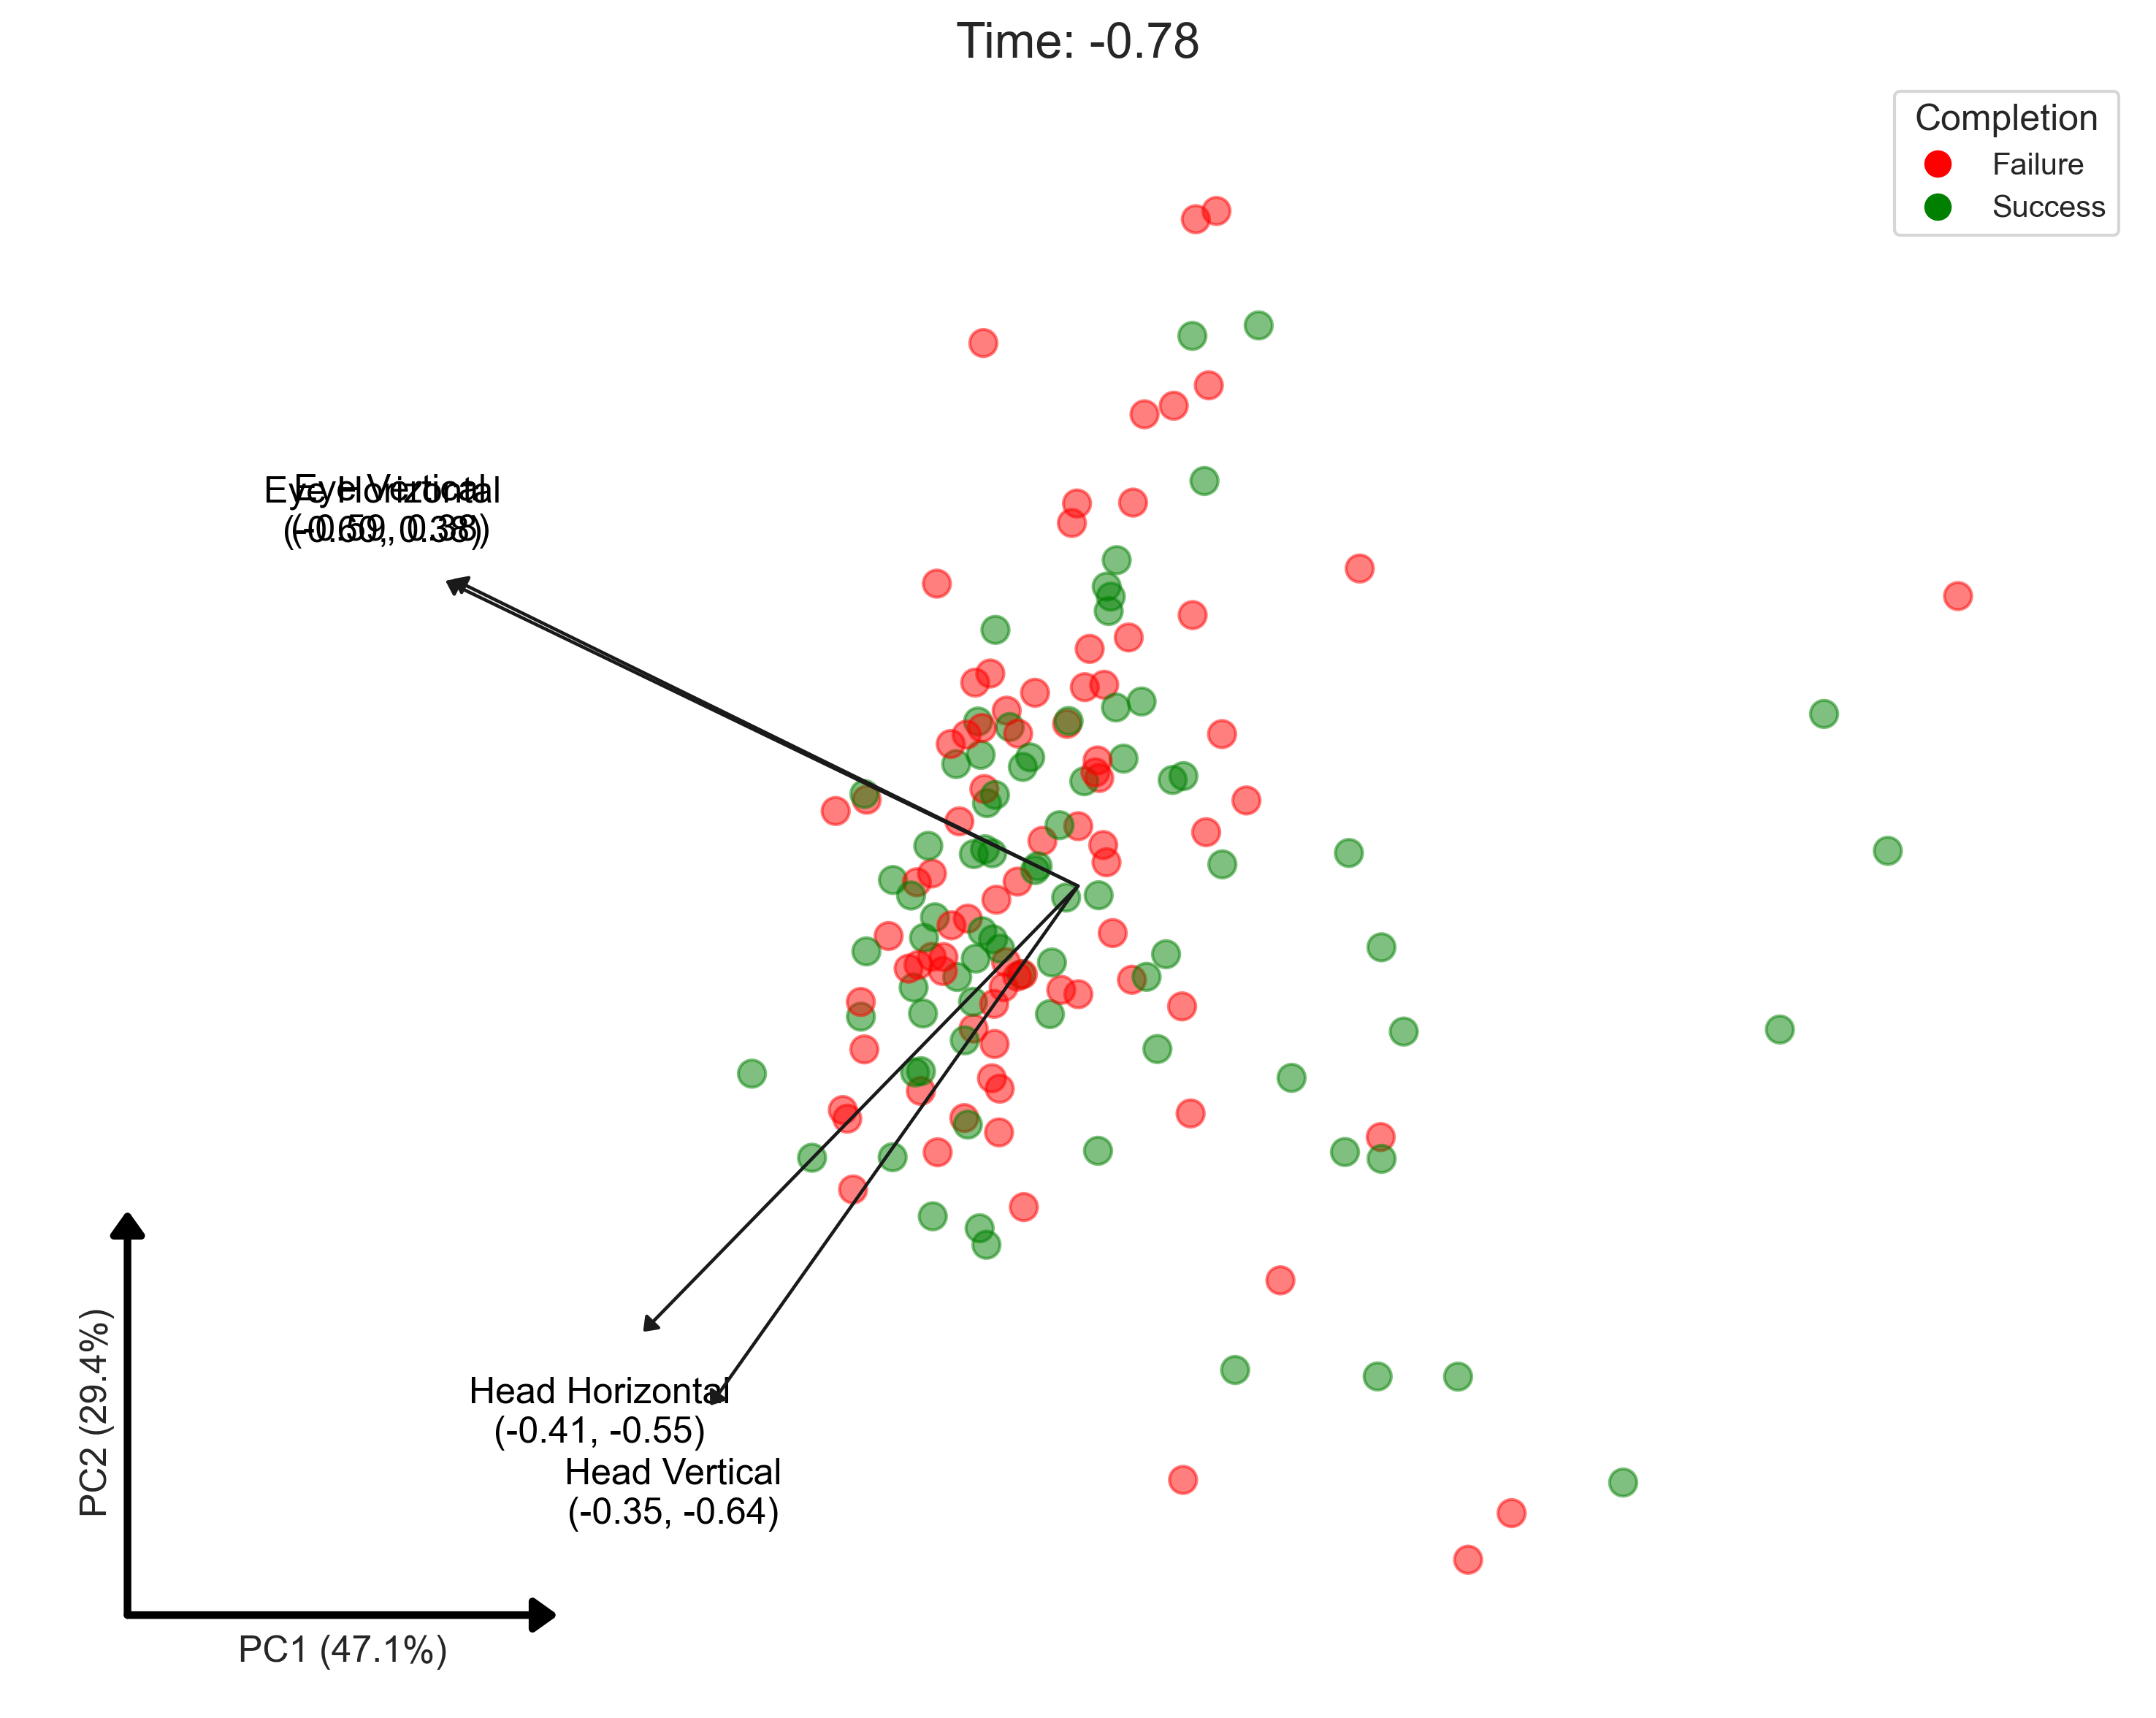 Time: -0.78
Completion
Failure
Success
Eye Vertical
(-0.59, 0.38)
Eye Horizontal
(-0.60, 0.38)
Head Horizontal
(-0.41, -0.55)
Head Vertical
(-0.35, -0.64)
PC2 (29.4%)
PC1 (47.1%)